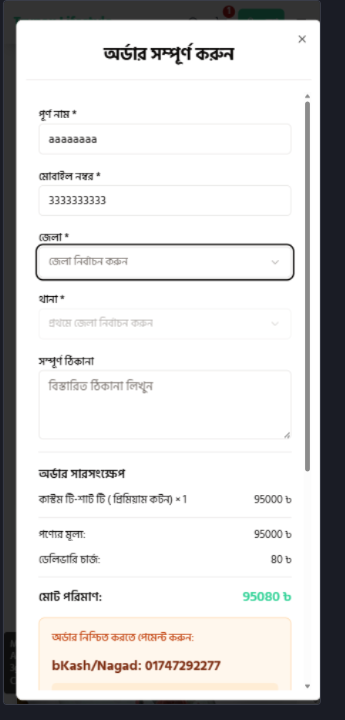 ×
অর্ডার সম্পূর্ণ করুন
পূর্ণ নাম *
aaaaaaaa
মোবাইল নম্বর *
3333333333
জেলা *
জেলা নির্বাচন করুন
থানা *
প্রথমে জেলা নির্বাচন করুন
সম্পূর্ণ ঠিকানা
বিস্তারিত ঠিকানা লিখুন
অর্ডার সারসংক্ষেপ
কাস্টম টি-শার্ট টি ( প্রিমিয়াম কটন) × 1 95000 ৳
পণ্যের মূল্য: 95000 ৳
ডেলিভারি চার্জ: 80 ৳
মোট পরিমাণ: 95080 ৳
অর্ডার নিশ্চিত করতে পেমেন্ট করুন:
bKash/Nagad: 01747292277